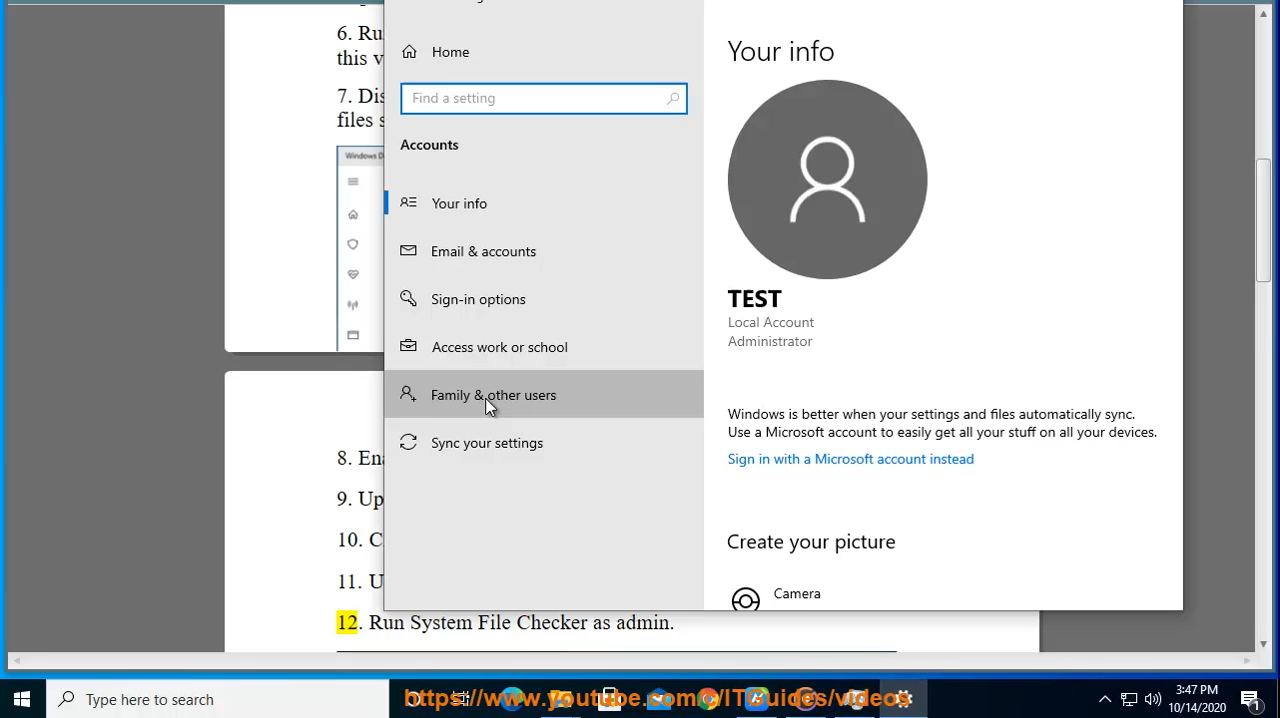 6. Ru
this v
7. Dis
files s
Windows D
8. Ena
9. Up
10. C
11. U
12. Run System File Checker as admin.
Home
Find a setting
Accounts
Your info
Email & accounts
Sign-in options
Access work or school
Family & other users
Sync your settings
Your info
TEST
Local Account
Administrator
Windows is better when your settings and files automatically sync.
Use a Microsoft account to easily get all your stuff on all your devices.
Sign in with a Microsoft account instead
Create your picture
Camera
Type here to search
https://www.youtube.com/c/ITGuides/videos
3:47 PM
10/14/2020
1